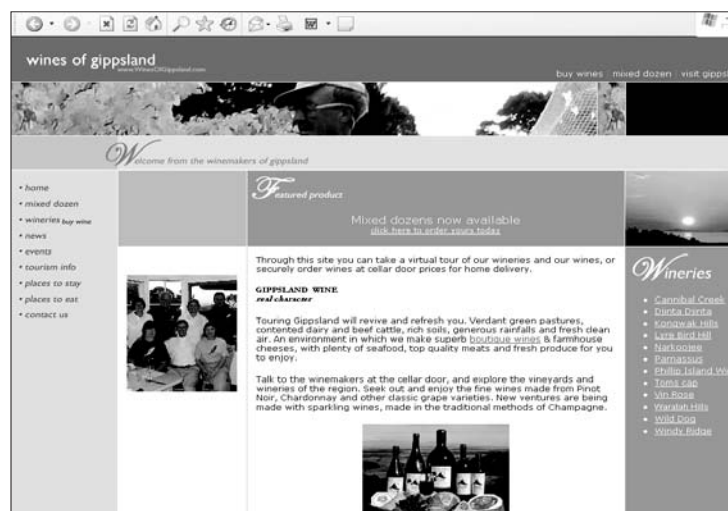 wines of gippsland
www.WinesOfGippsland.com
buy wines | mixed dozen | visit gipps
Welcome from the winemakers of gippsland
• home
• mixed dozen
• wineries buy wine
• news
• events
• tourism info
• places to stay
• places to eat
• contact us
Featured product
Mixed dozens now available
click here to order yours today
Through this site you can take a virtual tour of our wineries and our wines, or
securely order wines at cellar door prices for home delivery.
GIPPSLAND WINE
real character
Touring Gippsland will revive and refresh you. Verdant green pastures,
contented dairy and beef cattle, rich soils, generous rainfalls and fresh clean
air. An environment in which we make superb boutique wines & farmhouse
cheeses, with plenty of seafood, top quality meats and fresh produce for you
to enjoy.
Talk to the winemakers at the cellar door, and explore the vineyards and
wineries of the region. Seek out and enjoy the fine wines made from Pinot
Noir, Chardonnay and other classic grape varieties. New ventures are being
made with sparkling wines, made in the traditional methods of Champagne.
Wineries
• Cannibal Creek
• Djinta Djinta
• Kongwak Hills
• Lyre Bird Hill
• Narkoojee
• Parnassus
• Phillip Island Wi
• Toms cap
• Vin Rose
• Waratah Hills
• Wild Dog
• Windy Ridge